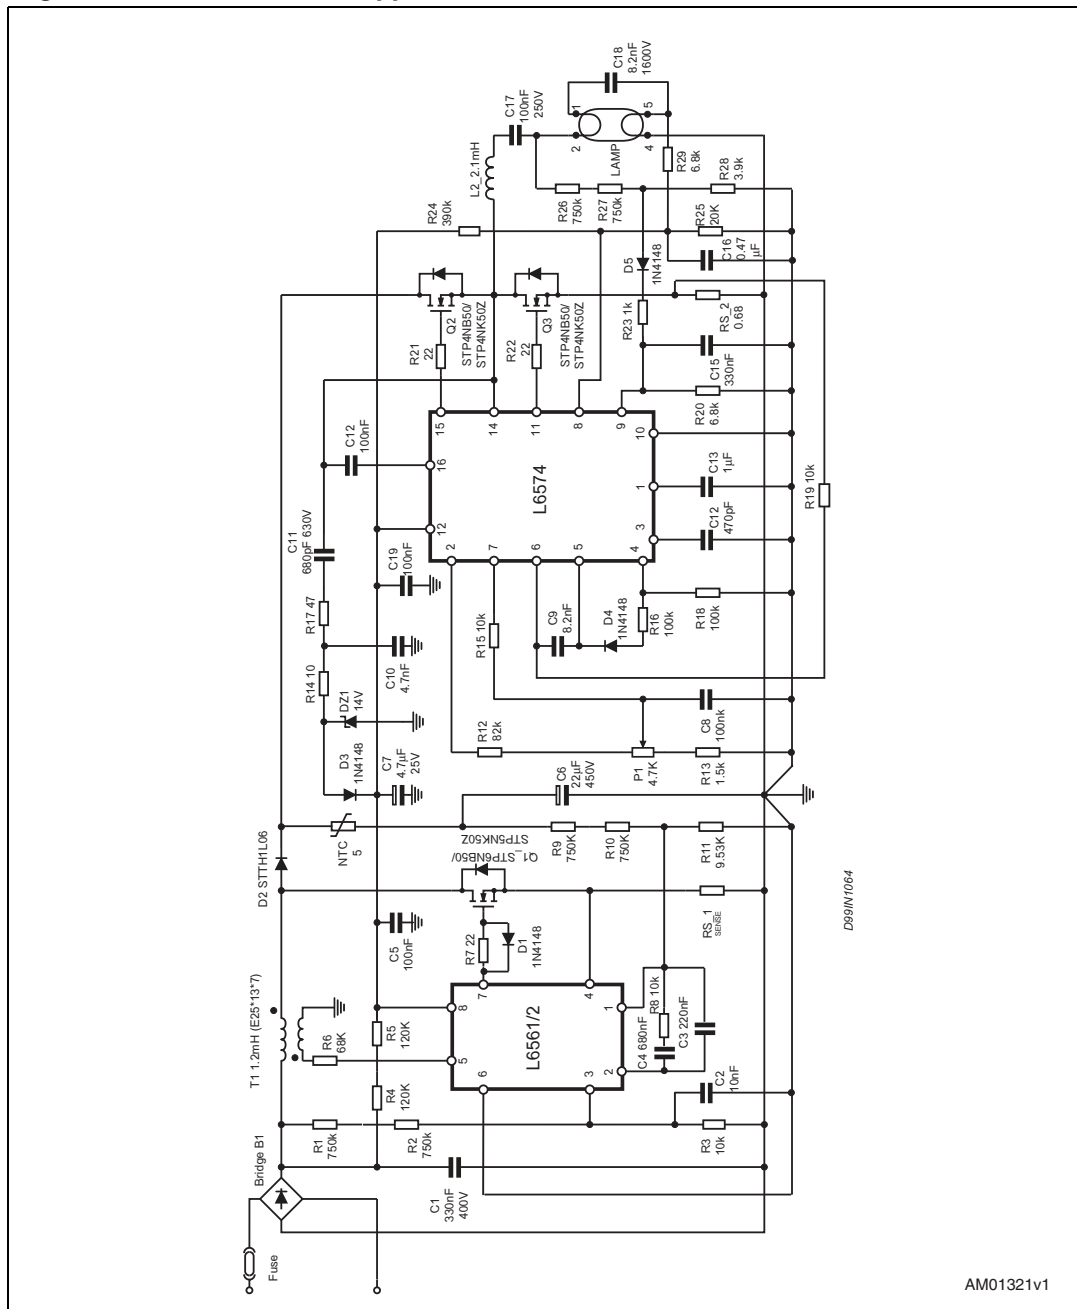 C18
8.2nF
1600V
C17
100nF
250V
1
5
2
4
LAMP
L2_2.1mH
R29
6.8k
R24
390k
R26
750k
R27
750k
R28
3.9k
R25
20K
C16
0.47
µF
D5
1N4148
Q2
STP4NB50/
STP4NK50Z
Q3
STP4NB50/
STP4NK50Z
RS_2
0.68
R23 1k
R21
22
R22
22
C15
330nF
R20
6.8k
15
14
11
8
9
10
C12
100nF
16
L6574
1
C13
1µF
R19 10k
12
3
C12
470pF
2
7
6
5
4
C11
680pF 630V
C19
100nF
R17 47
R15 10k
C9
8.2nF
D4
1N4148
R16
100k
R18
100k
C10
4.7nF
R14 10
DZ1
14V
R12
82k
C8
100nk
D3
1N4148
C7
4.7µF
25V
C6
22µF
450V
P1
4.7K
R13
1.5k
NTC
5
R9
750K
R10
750K
R11
9.53K
Q1_STP6NB50/
STP5NK50Z
D2 STTH1L06
RS_1
SENSE
D99IN1064
C5
100nF
R7 22
D1
1N4148
T1 1.2mH (E25*13*7)
7
4
8
1
L6561/2
5
2
6
3
R8 10k
C4 680nF
C3 220nF
R6
68K
R5
120K
R4
120K
C2
10nF
R1
750k
R2
750k
R3
10k
Bridge B1
C1
330nF
400V
Fuse
AM01321v1